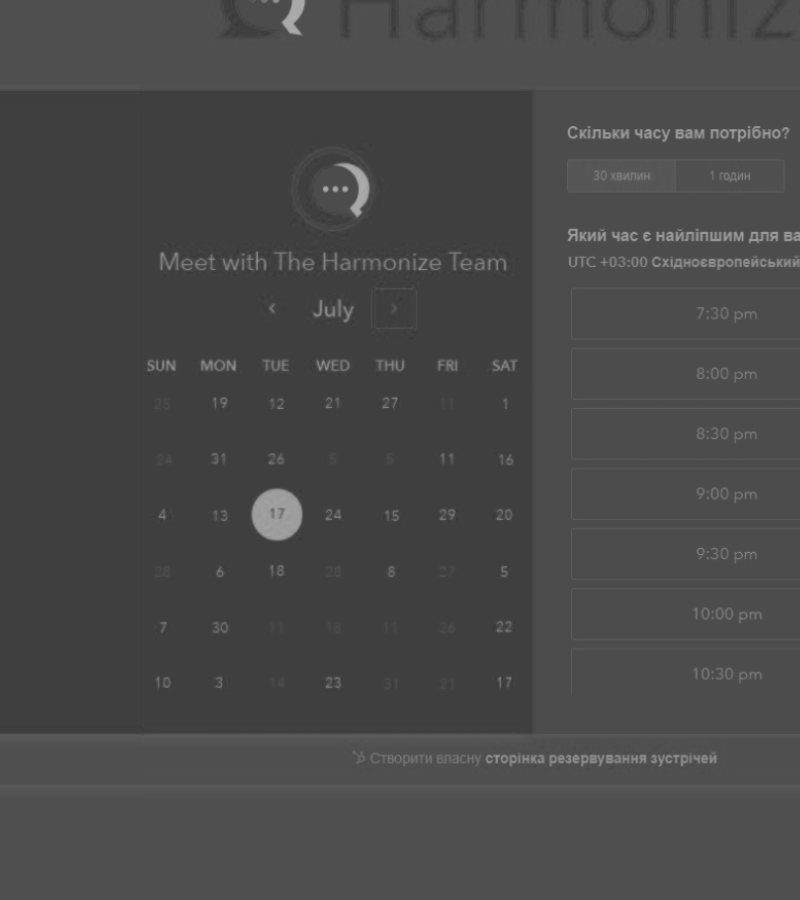 Harmoniz
Meet with The Harmonize Team
July
SUN MON TUE WED THU FRI SAT
25 19 12 21 27 11 1
24 31 26 5 11 16
4 13 17 24 15 29 20
28 6 18 28 8 27 5
7 30 11 18 11 26 22
10 3 14 23 31 21 17
Скільки часу вам потрібно?
30 хвилин 1 годин
Який час є найліпшим для ва
UTC +03:00 Східноєвропейський
7:30 pm
8:00 pm
8:30 pm
9:00 pm
9:30 pm
10:00 pm
10:30 pm
Створити власну сторінка резервування зустрічей